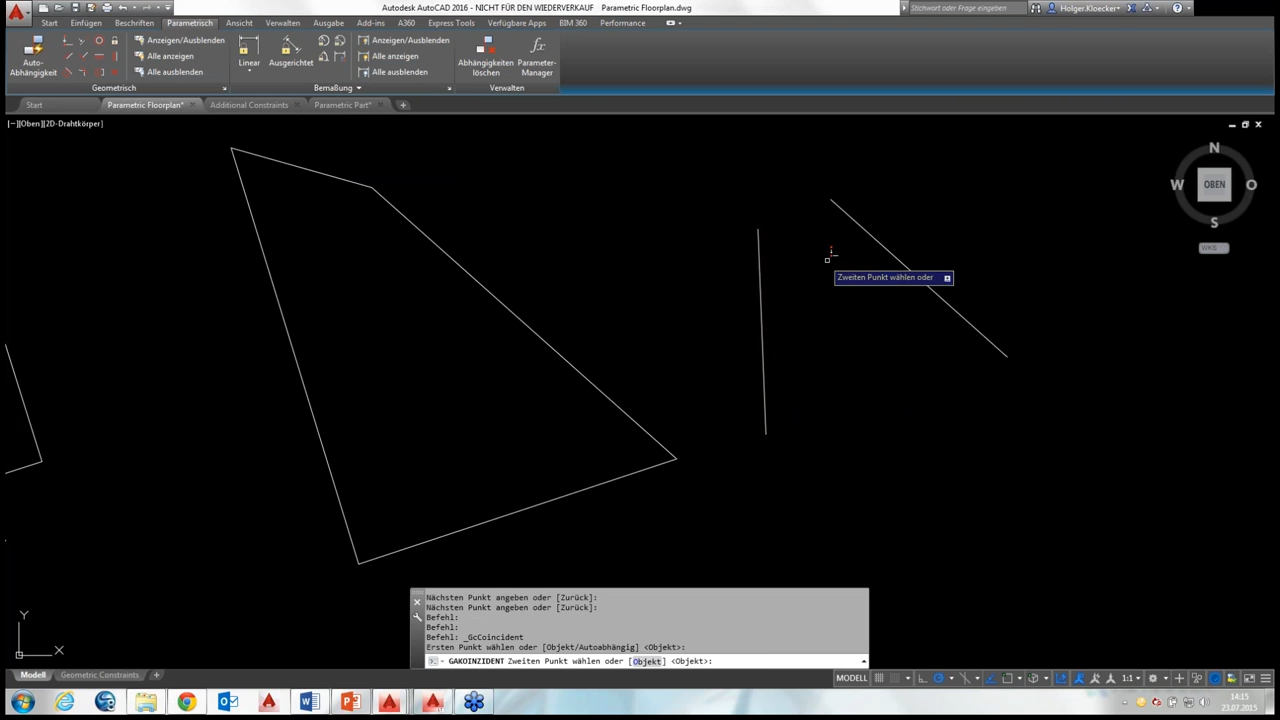 Autodesk AutoCAD 2016 - NICHT FÜR DEN WIEDERVERKAUF Parametric Floorplan.dwg
Stichwort oder Frage eingeben
Holger.Kloecker
Start Einfügen Beschriften Parametrisch Ansicht Verwalten Ausgabe Add-ins A360 Express Tools Verfügbare Apps BIM 360 Performance
Auto-
Abhängigkeit
Anzeigen/Ausblenden
Alle anzeigen
Alle ausblenden
Linear
Ausgerichtet
Anzeigen/Ausblenden
Alle anzeigen
Alle ausblenden
Abhängigkeiten
löschen
fx
Parameter-
Manager
Geometrisch Bemaßung Verwalten
Start Parametric Floorplan* Additional Constraints Parametric Part*
[−][Oben][2D-Drahtkörper]
N
W OBEN O
S
WKS
Zweiten Punkt wählen oder
Y
X
Nächsten Punkt angeben oder [Zurück]:
Nächsten Punkt angeben oder [Zurück]:
Befehl:
Befehl:
Befehl: _GcCoincident
Ersten Punkt wählen oder [Objekt/Autoabhängig] <Objekt>:
GAKOINZIDENT Zweiten Punkt wählen oder [Objekt] <Objekt>:
Modell Geometric Constraints
MODELL 1:1
14:15
23.07.2015